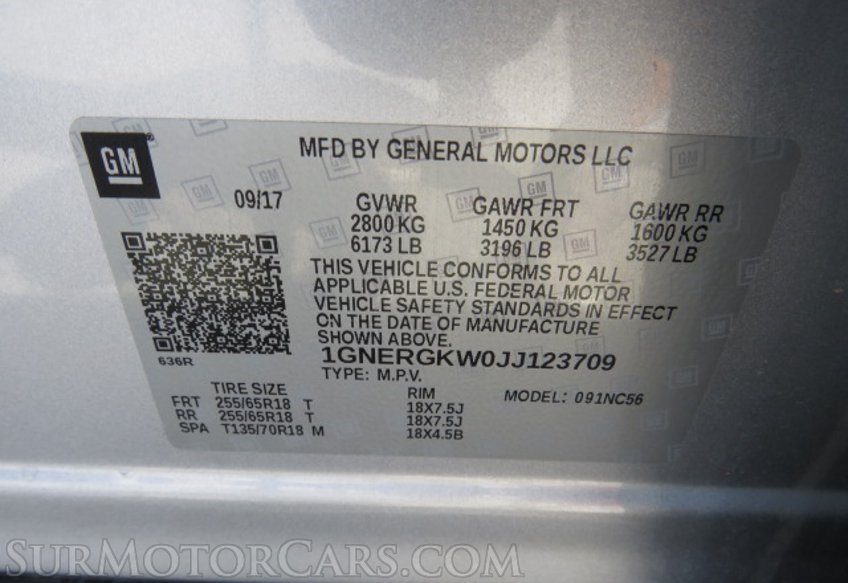 GM
MFD BY GENERAL MOTORS LLC
09/17
GVWR GAWR FRT GAWR RR
2800 KG 1450 KG 1600 KG
6173 LB 3196 LB 3527 LB
THIS VEHICLE CONFORMS TO ALL
APPLICABLE U.S. FEDERAL MOTOR
VEHICLE SAFETY STANDARDS IN EFFECT
ON THE DATE OF MANUFACTURE
SHOWN ABOVE.
636R
1GNERGKW0JJ123709
TYPE: M.P.V.
MODEL: 091NC56
TIRE SIZE RIM
FRT 255/65R18 T 18X7.5J
RR 255/65R18 T 18X7.5J
SPA T135/70R18 M 18X4.5B
SurMotorCars.com